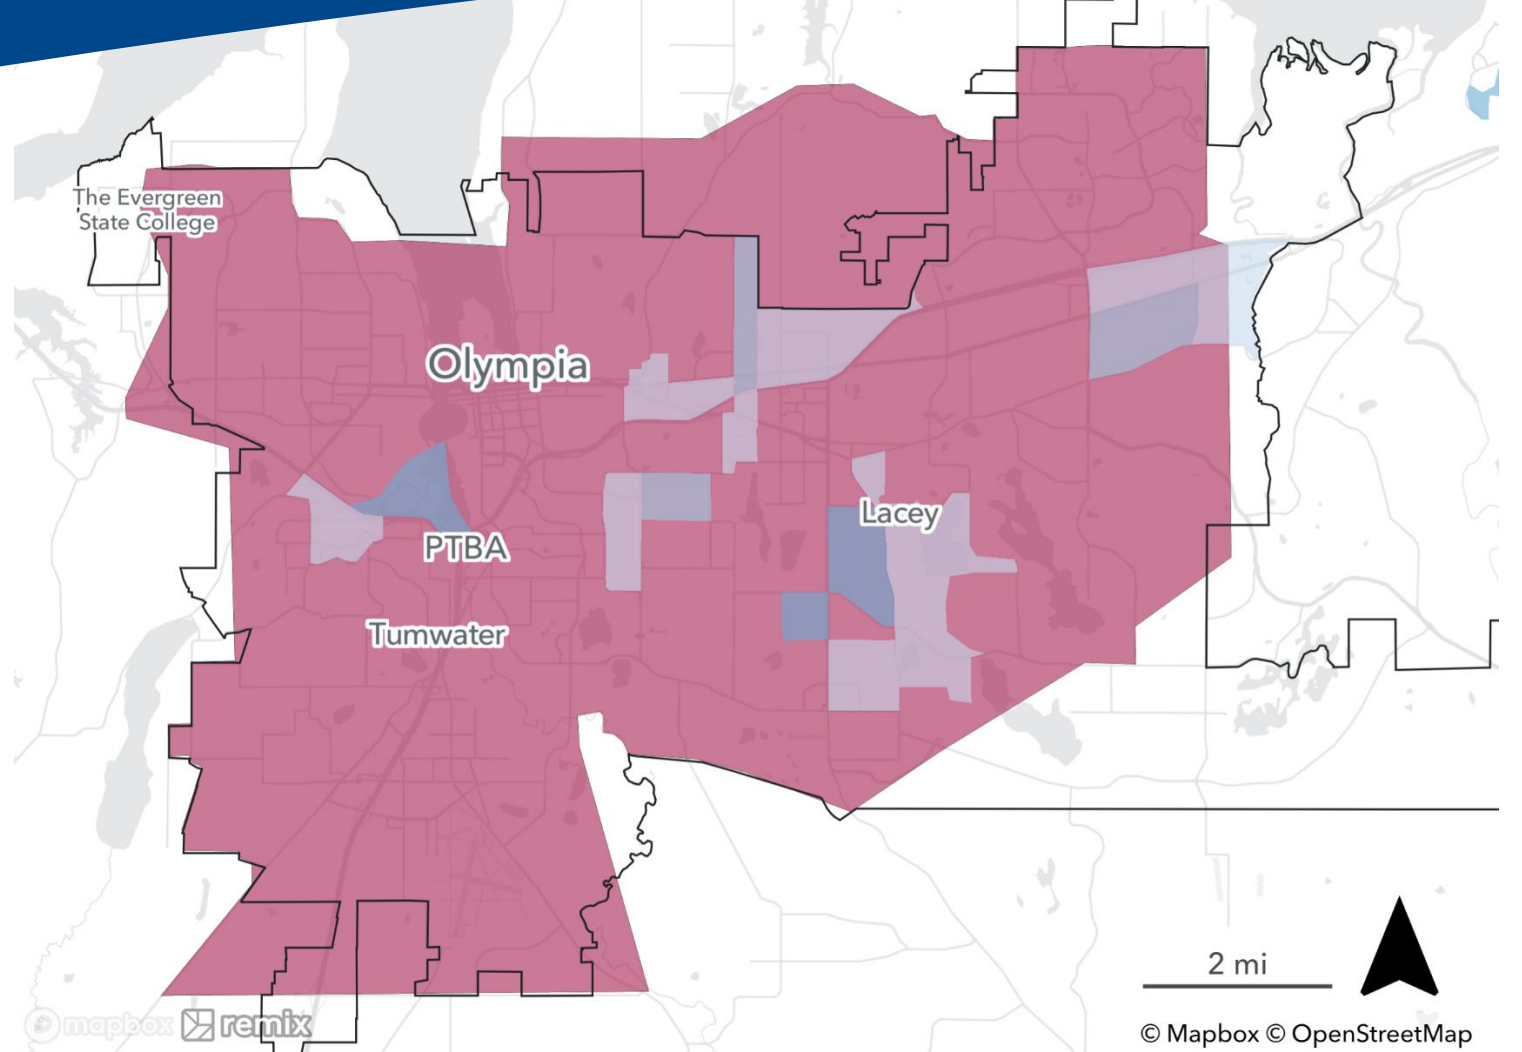 The Evergreen
State College
Olympia
Lacey
PTBA
Tumwater
2 mi
mapbox remix
© Mapbox © OpenStreetMap